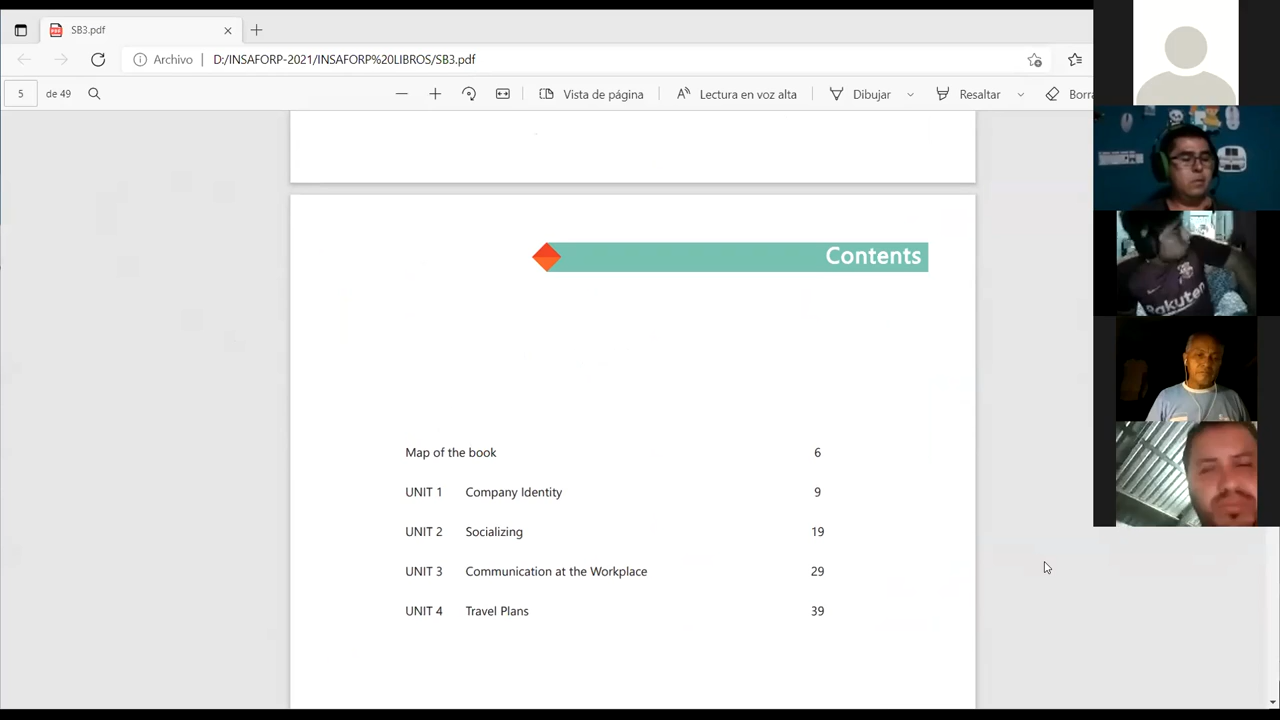 SB3.pdf
Archivo D:/INSAFORP-2021/INSAFORP%20LIBROS/SB3.pdf
5 de 49 Vista de página Lectura en voz alta Dibujar Resaltar Borra
Contents
Map of the book 6
UNIT 1 Company Identity 9
UNIT 2 Socializing 19
UNIT 3 Communication at the Workplace 29
UNIT 4 Travel Plans 39
Rakuten